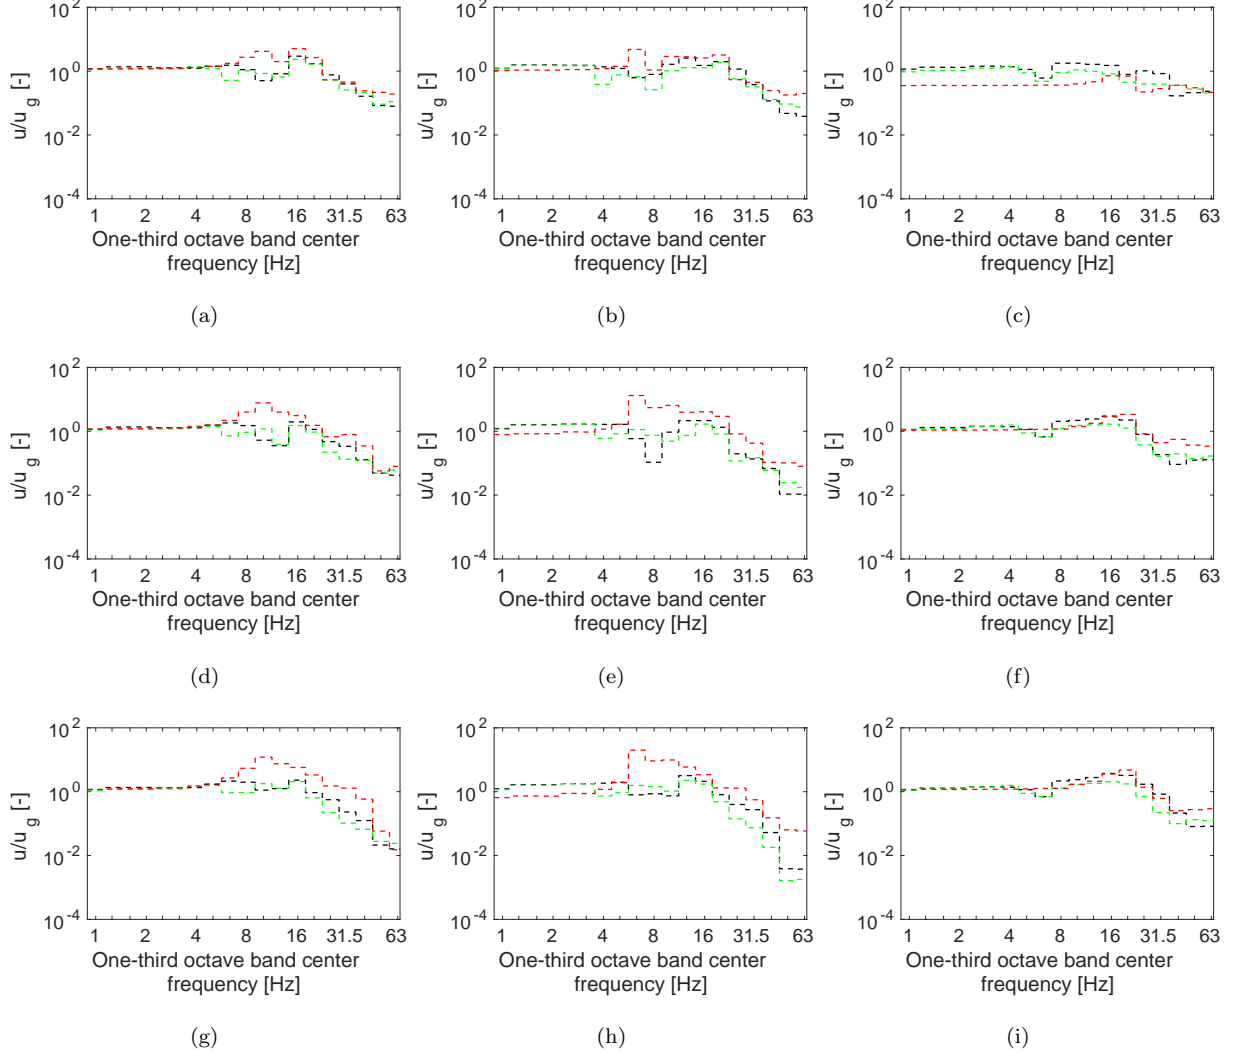 10^2 10^2 10^2
10^0 10^0 10^0
10^-2 10^-2 10^-2
10^-4 10^-4 10^-4
u/u_g [-] u/u_g [-] u/u_g [-]
1 2 4 8 16 31.5 63 1 2 4 8 16 31.5 63 1 2 4 8 16 31.5 63
One-third octave band center One-third octave band center One-third octave band center
frequency [Hz] frequency [Hz] frequency [Hz]
(a) (b) (c)
10^2 10^2 10^2
10^0 10^0 10^0
10^-2 10^-2 10^-2
10^-4 10^-4 10^-4
u/u_g [-] u/u_g [-] u/u_g [-]
1 2 4 8 16 31.5 63 1 2 4 8 16 31.5 63 1 2 4 8 16 31.5 63
One-third octave band center One-third octave band center One-third octave band center
frequency [Hz] frequency [Hz] frequency [Hz]
(d) (e) (f)
10^2 10^2 10^2
10^0 10^0 10^0
10^-2 10^-2 10^-2
10^-4 10^-4 10^-4
u/u_g [-] u/u_g [-] u/u_g [-]
1 2 4 8 16 31.5 63 1 2 4 8 16 31.5 63 1 2 4 8 16 31.5 63
One-third octave band center One-third octave band center One-third octave band center
frequency [Hz] frequency [Hz] frequency [Hz]
(g) (h) (i)